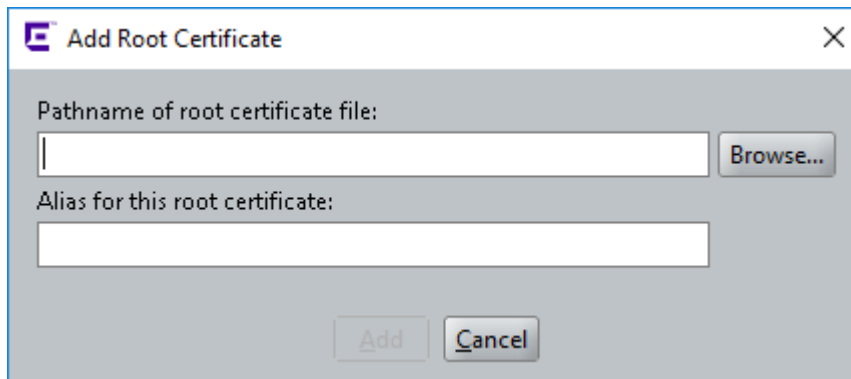 Add Root Certificate
Pathname of root certificate file:
Browse...
Alias for this root certificate:
Add Cancel